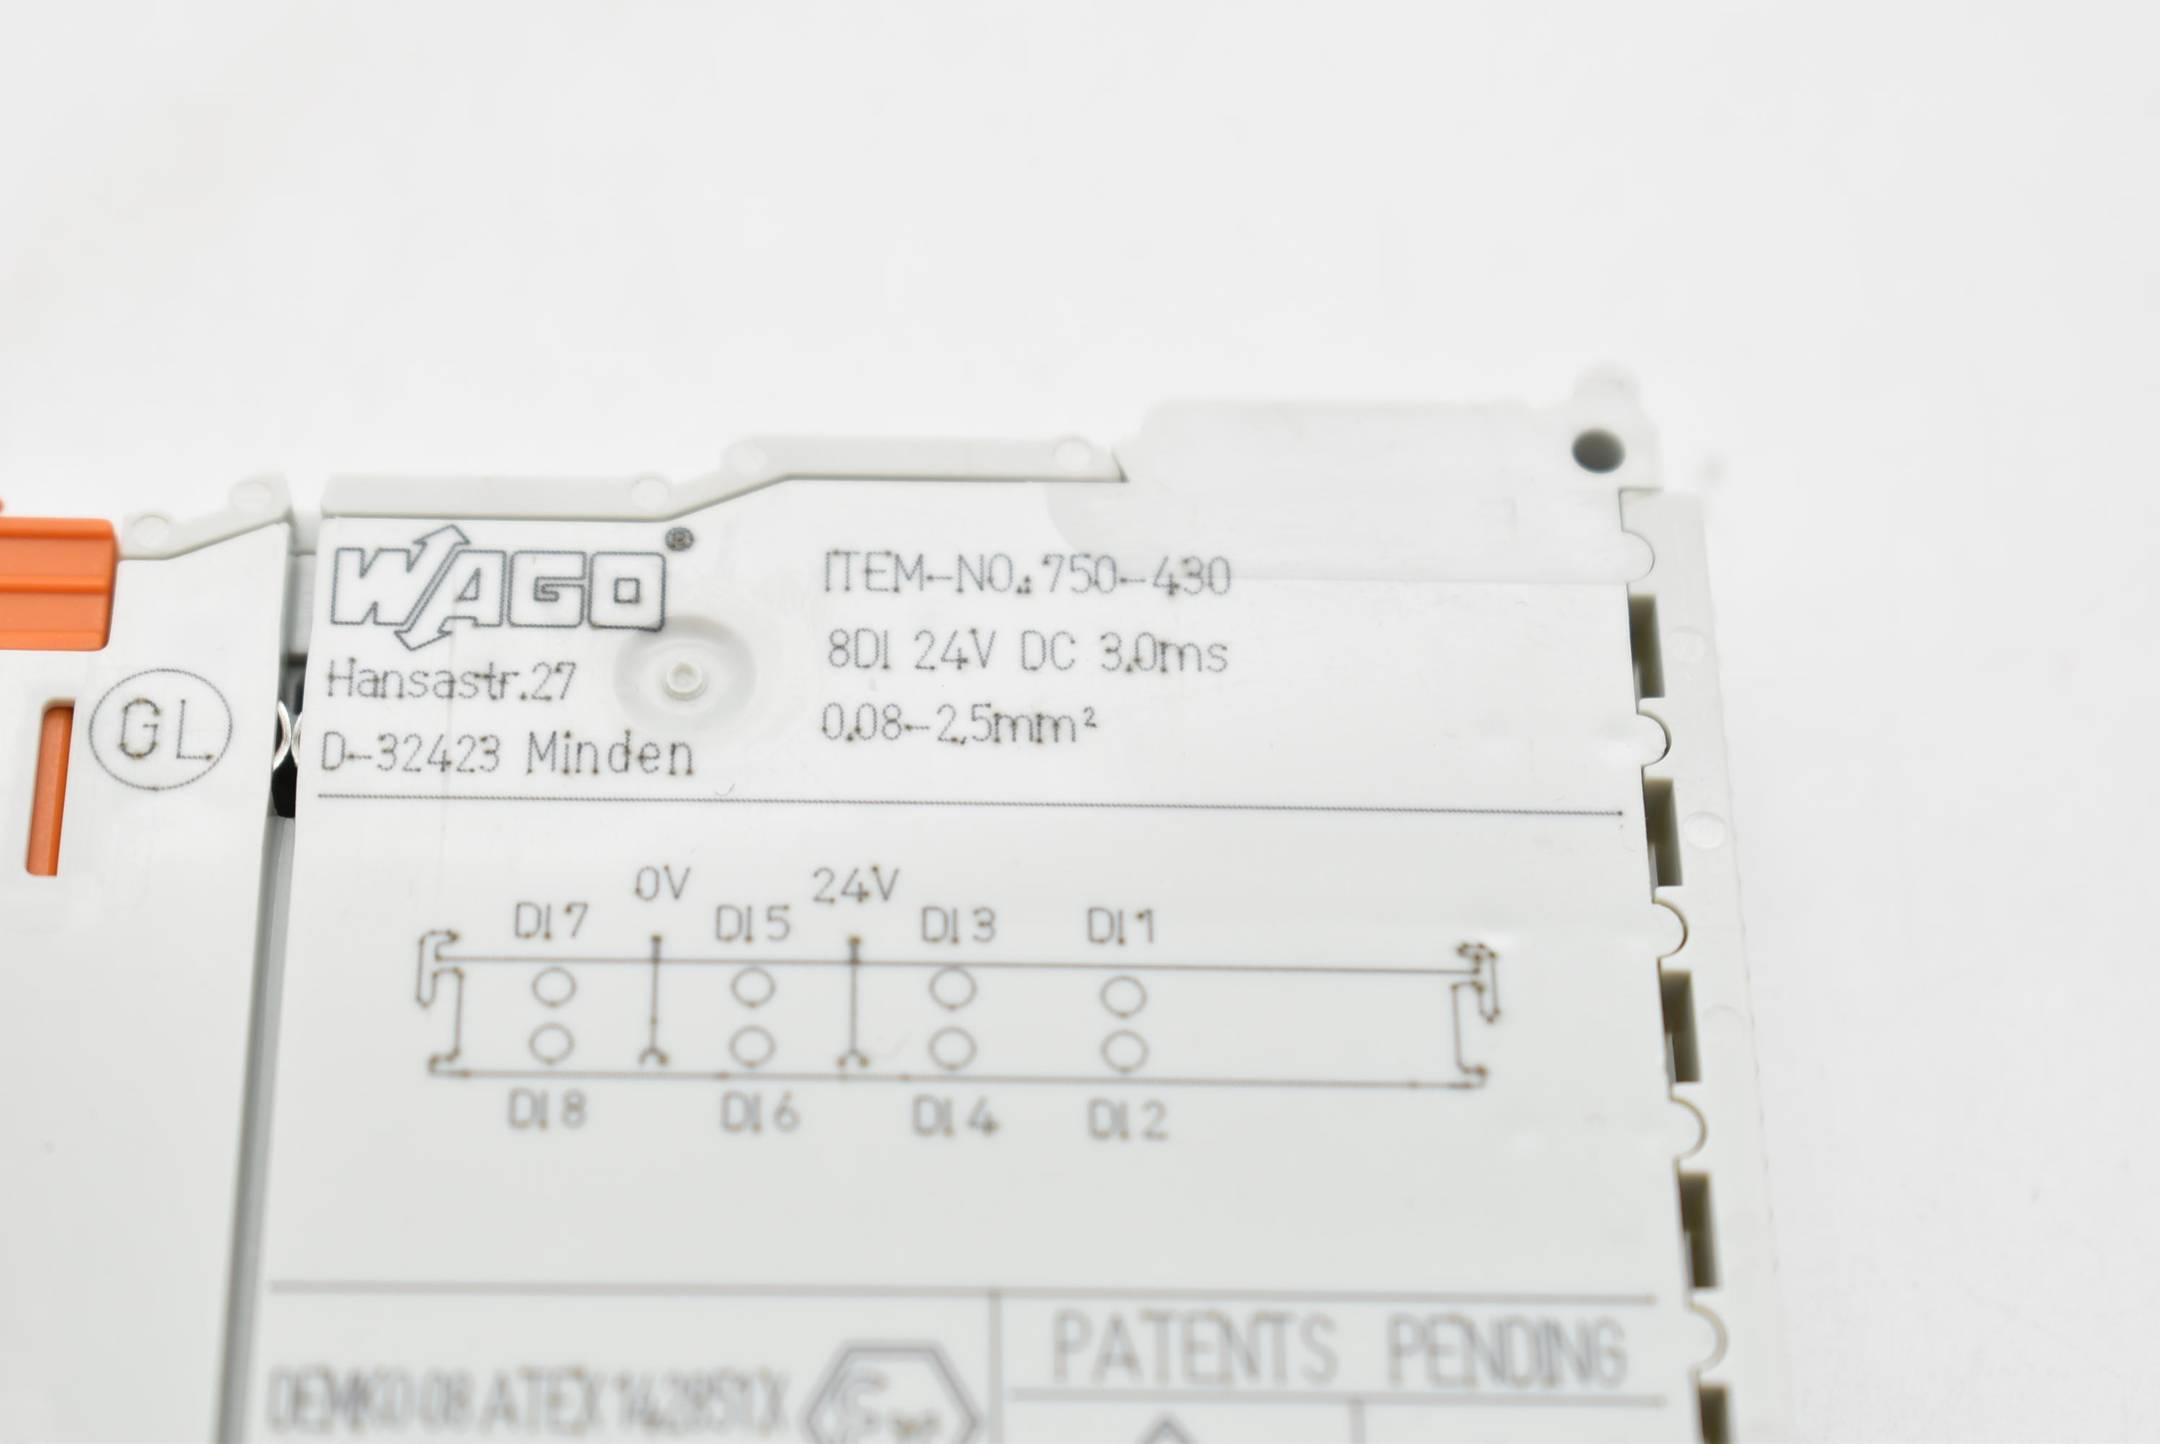 WAGO®
Hansastr.27
D-32423 Minden
ITEM-NO.:750-430
8DI 24V DC 3.0ms
0.08-2.5mm²
GL
0V 24V
DI7 DI5 DI3 DI1
DI8 DI6 DI4 DI2
PATENTS PENDING
DEMKO 08 ATEX 142851X